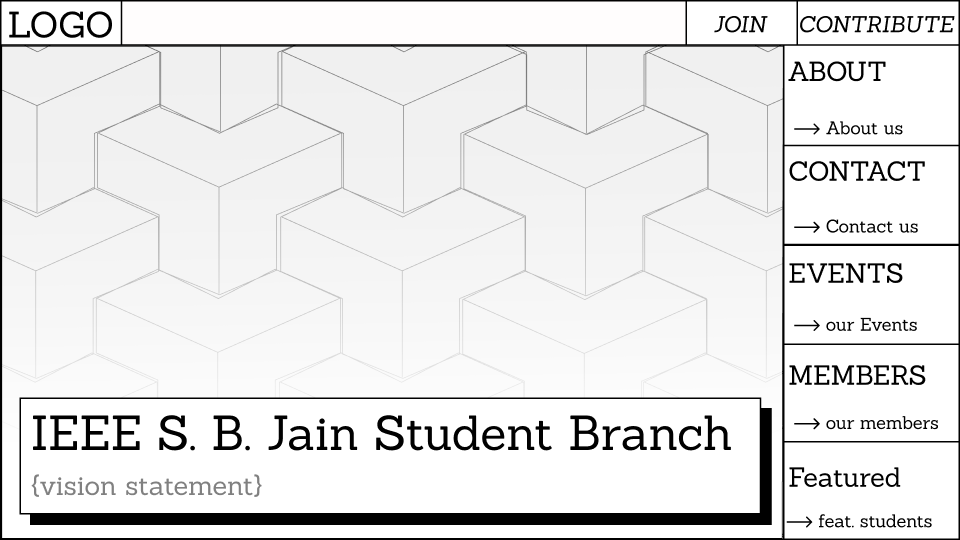 LOGO
JOIN
CONTRIBUTE
ABOUT
→ About us
CONTACT
→ Contact us
EVENTS
→ our Events
MEMBERS
→ our members
Featured
→ feat. students
IEEE S. B. Jain Student Branch
{vision statement}